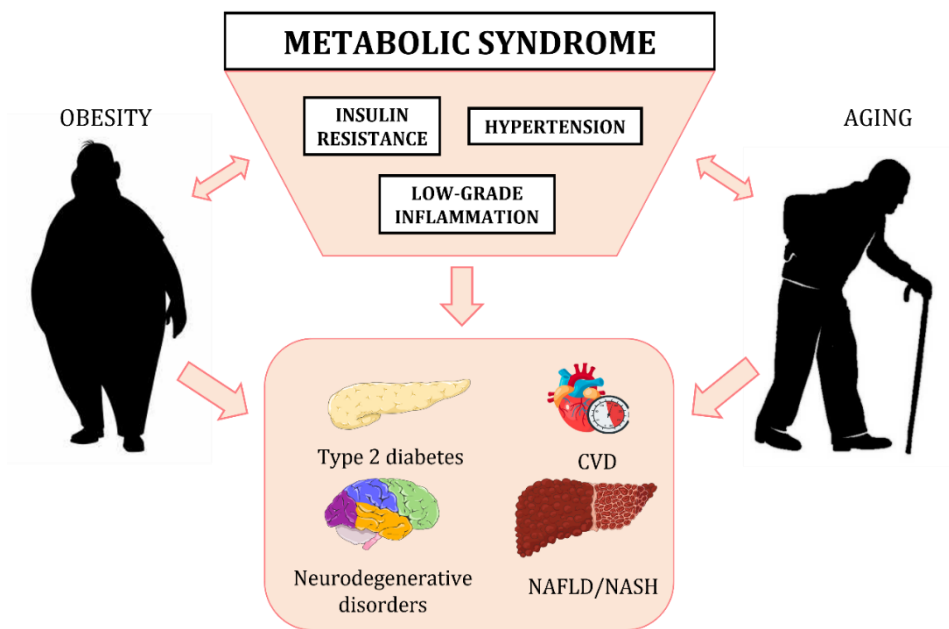 METABOLIC SYNDROME
OBESITY
INSULIN
RESISTANCE
HYPERTENSION
AGING
LOW-GRADE
INFLAMMATION
Type 2 diabetes
CVD
Neurodegenerative
disorders
NAFLD/NASH